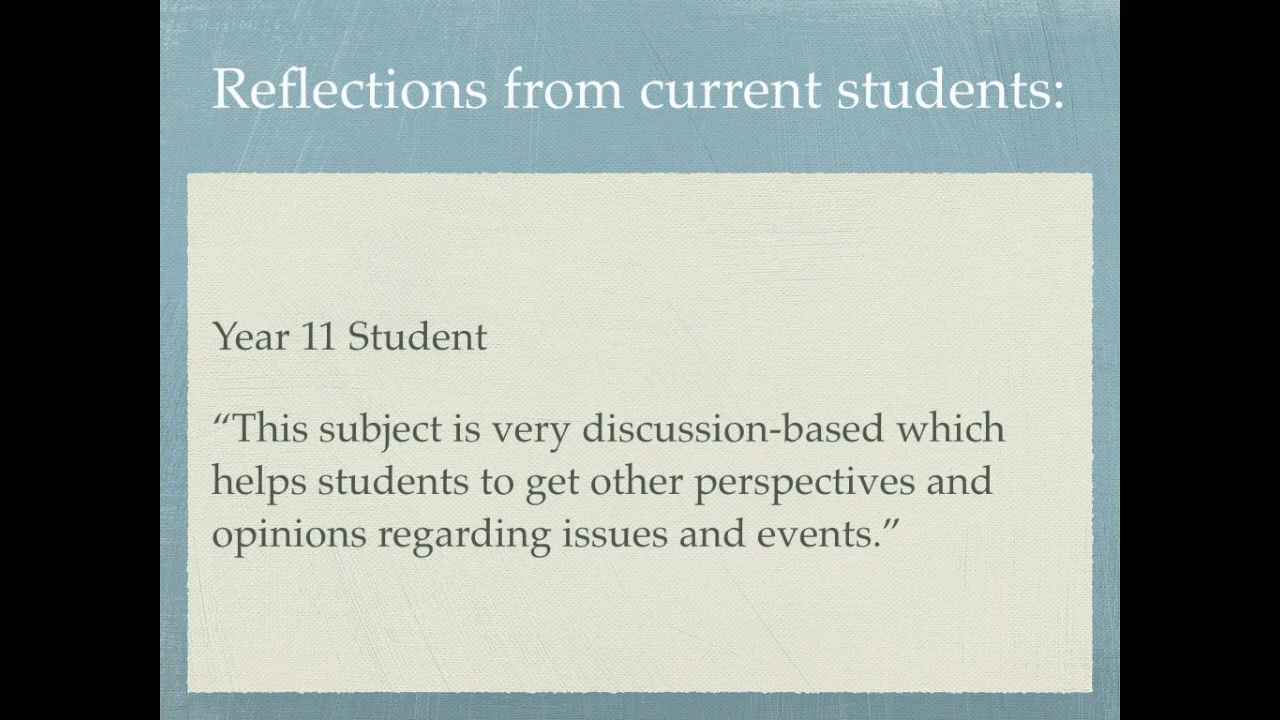 Reflections from current students:
Year 11 Student
“This subject is very discussion-based which
helps students to get other perspectives and
opinions regarding issues and events.”